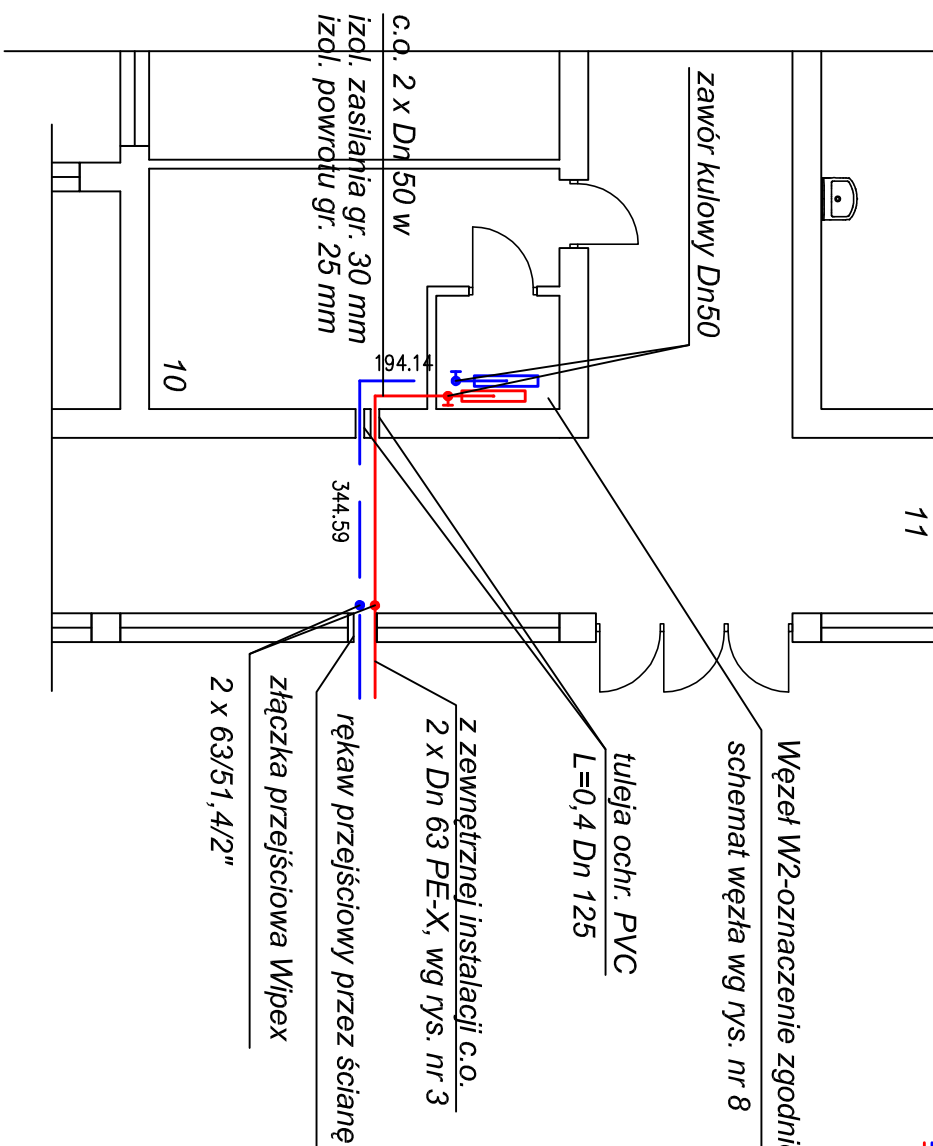 c.o. 2 x Dn 50 w
izol. zasilania gr. 30 mm
izol. powrotu gr. 25 mm
zawór kulowy Dn50
10
11
194.14
344.59
Węzeł W2-oznaczenie zgodni
schemat węzła wg rys. nr 8
tuleja ochr. PVC
L=0,4 Dn 125
z zewnętrznej instalacji c.o.
2 x Dn 63 PE-X, wg rys. nr 3
rękaw przejściowy przez ścianę
złączka przejściowa Wipex
2 x 63/51,4/2"